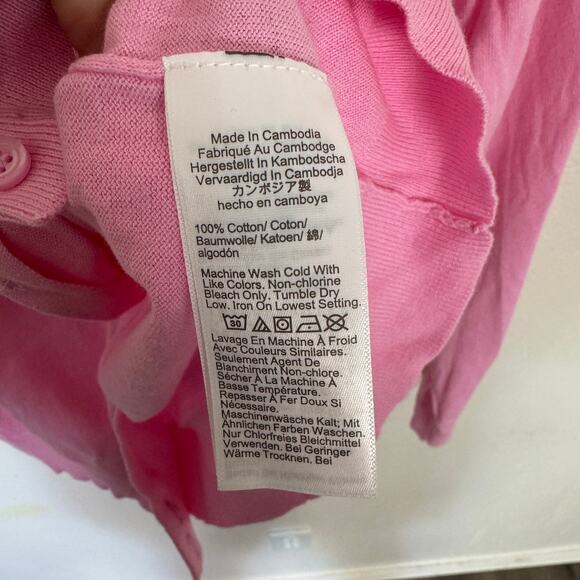 Made In Cambodia
Fabriqué Au Cambodge
Hergestellt In Kambodscha
Vervaardigd In Cambodja
カンボジア製
hecho en camboya
100% Cotton/ Coton/
Baumwolle/ Katoen/ 綿/
algodón
Machine Wash Cold With
Like Colors. Non-chlorine
Bleach Only. Tumble Dry
Low. Iron On Lowest Setting.
30
Lavage En Machine À Froid
Avec Couleurs Similaires.
Seulement Agent De
Blanchiment Non-chlore.
Sécher À La Machine À
Basse Température.
Repasser À Fer Doux Si
Nécessaire.
Maschinenwäsche Kalt; Mit
Ähnlichen Farben Waschen.
Nur Chlorfreies Bleichmittel
Verwenden. Bei Geringer
Wärme Trocknen. Bei